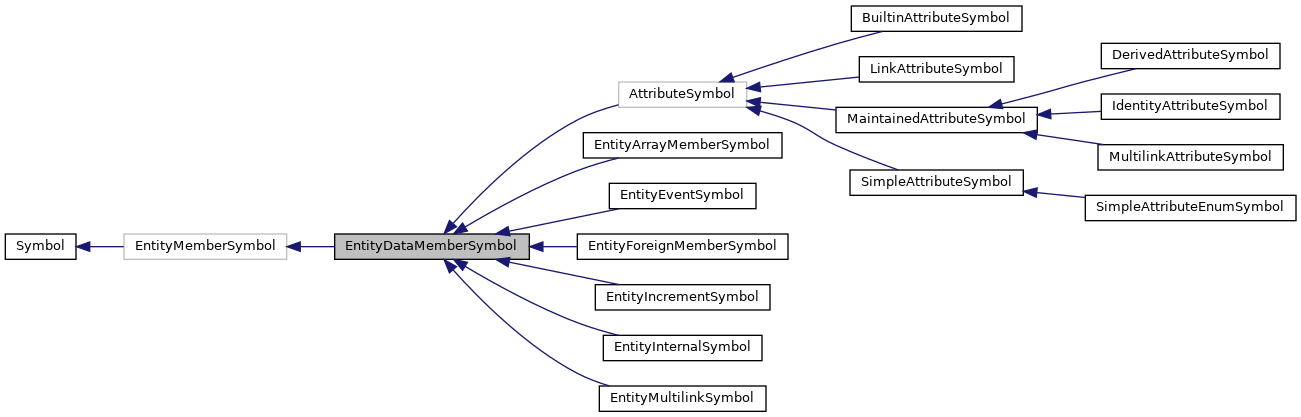 Symbol
EntityMemberSymbol
EntityDataMemberSymbol
AttributeSymbol
EntityArrayMemberSymbol
EntityEventSymbol
EntityForeignMemberSymbol
EntityIncrementSymbol
EntityInternalSymbol
EntityMultilinkSymbol
BuiltinAttributeSymbol
LinkAttributeSymbol
MaintainedAttributeSymbol
SimpleAttributeSymbol
DerivedAttributeSymbol
IdentityAttributeSymbol
MultilinkAttributeSymbol
SimpleAttributeEnumSymbol